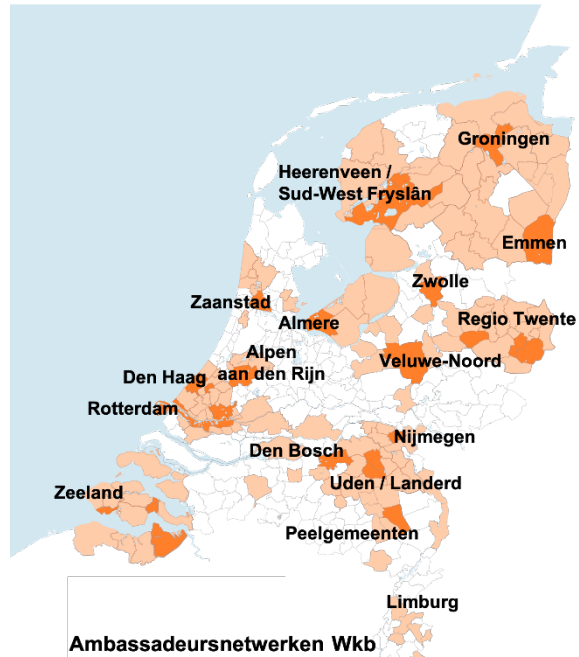 Groningen
Heerenveen /
Sud-West Fryslân
Emmen
Zwolle
Zaanstad
Almere
Regio Twente
Alpen
aan den Rijn
Veluwe-Noord
Den Haag
Rotterdam
Nijmegen
Den Bosch
Uden / Landerd
Zeeland
Peelgemeenten
Limburg
Ambassadeursnetwerken Wkb